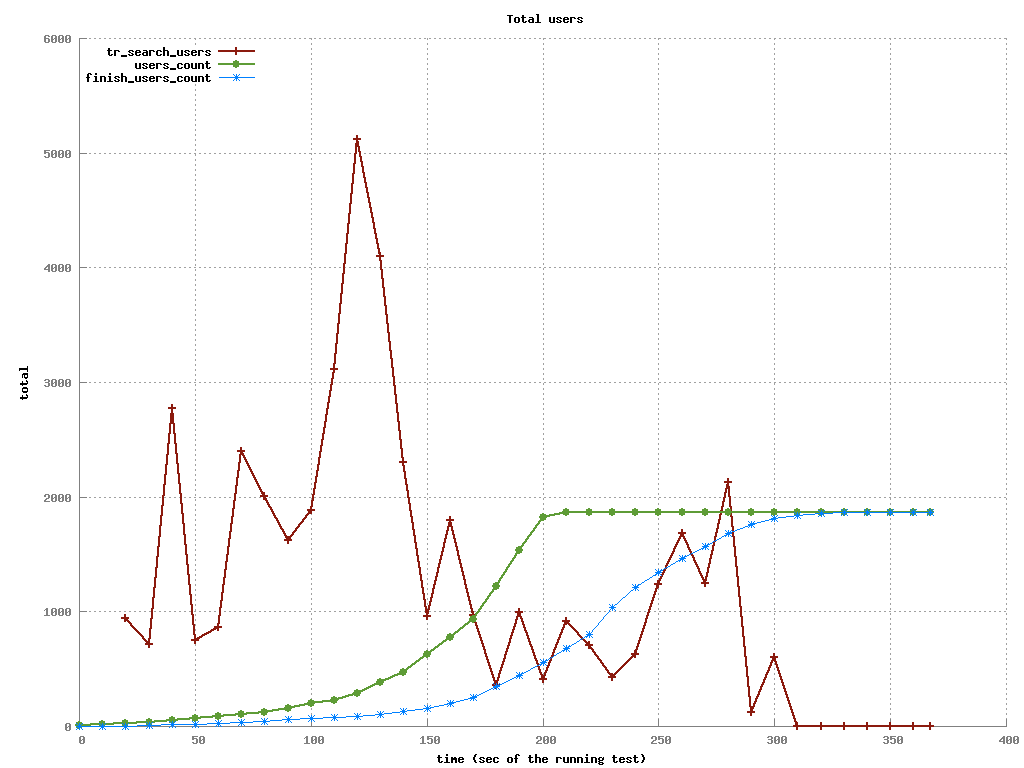 Total users
6000
tr_search_users
users_count
finish_users_count
5000
4000
3000
total
2000
1000
0
0 50 100 150 200 250 300 350 400
time (sec of the running test)